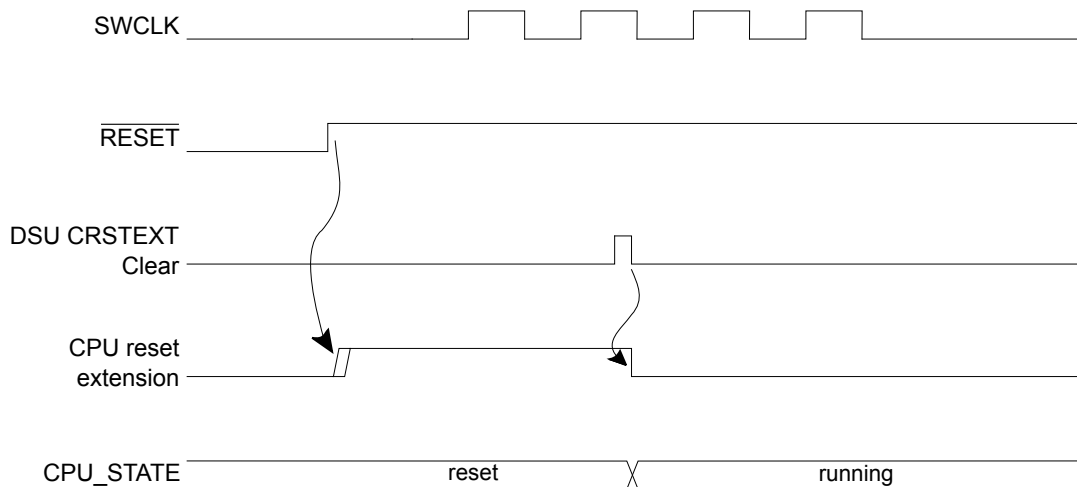 SWCLK
RESET
DSU CRSTEXT
Clear
CPU reset
extension
CPU_STATE reset running